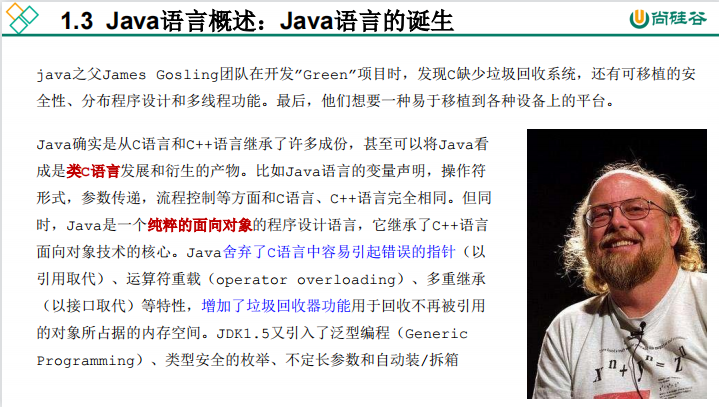 1.3 Java语言概述：Java语言的诞生
尚硅谷
java之父James Gosling团队在开发”Green”项目时，发现C缺少垃圾回收系统，还有可移植的安
全性、分布程序设计和多线程功能。最后，他们想要一种易于移植到各种设备上的平台。
Java确实是从C语言和C++语言继承了许多成份，甚至可以将Java看
成是类C语言发展和衍生的产物。比如Java语言的变量声明，操作符
形式，参数传递，流程控制等方面和C语言、C++语言完全相同。但同
时，Java是一个纯粹的面向对象的程序设计语言，它继承了C++语言
面向对象技术的核心。Java舍弃了C语言中容易引起错误的指针（以
引用取代）、运算符重载（operator overloading）、多重继承
（以接口取代）等特性，增加了垃圾回收器功能用于回收不再被引用
的对象所占据的内存空间。JDK1.5又引入了泛型编程（Generic
Programming）、类型安全的枚举、不定长参数和自动装/拆箱
xⁿ+yⁿ=zⁿ